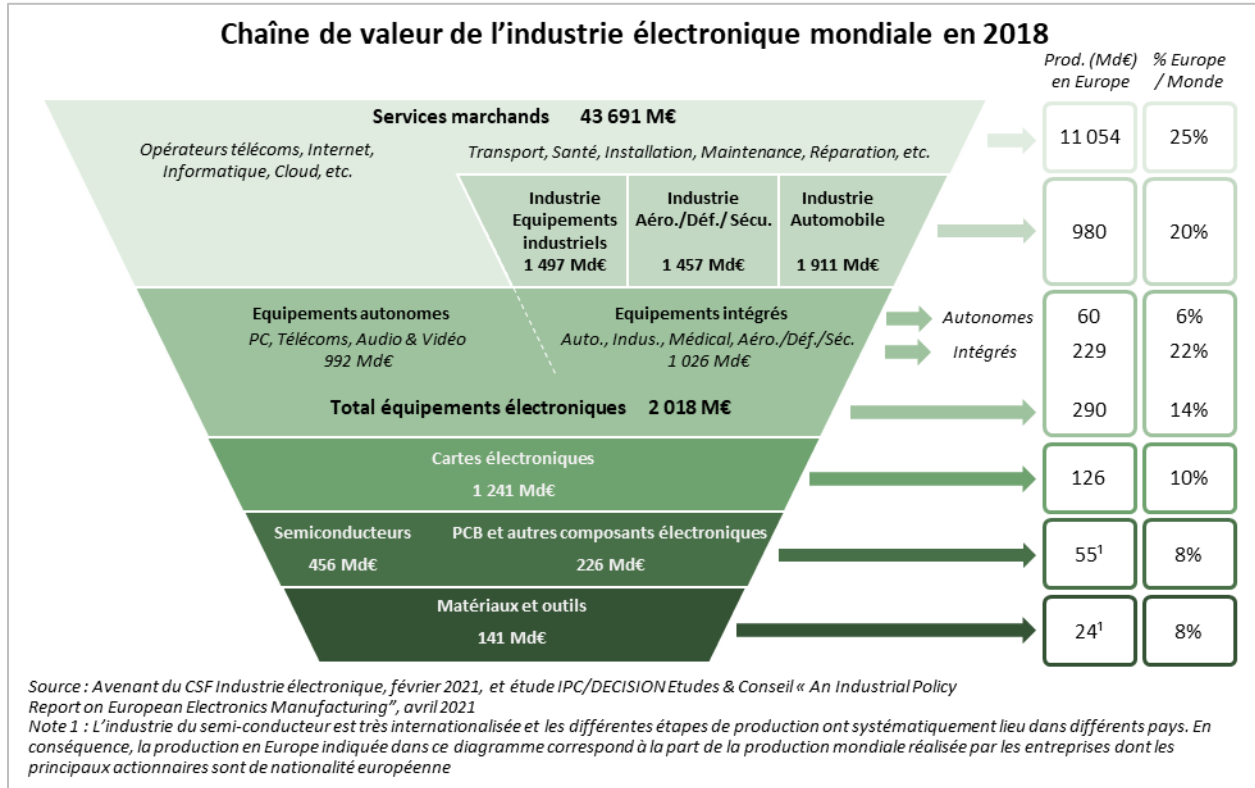 Chaîne de valeur de l'industrie électronique mondiale en 2018
Prod. (Md€)
en Europe
% Europe
/ Monde
Services marchands 43 691 M€
Opérateurs télécoms, Internet,
Informatique, Cloud, etc.
Transport, Santé, Installation, Maintenance, Réparation, etc.
11 054
25%
Industrie
Equipements
industriels
1 497 Md€
Industrie
Aéro./Déf./ Sécu.
1 457 Md€
Industrie
Automobile
1 911 Md€
980
20%
Equipements autonomes
PC, Télécoms, Audio & Vidéo
992 Md€
Equipements intégrés
Auto., Indus., Médical, Aéro./Déf./Séc.
1 026 Md€
Autonomes
60
6%
Intégrés
229
22%
Total équipements électroniques 2 018 M€
290
14%
Cartes électroniques
1 241 Md€
126
10%
Semiconducteurs
456 Md€
PCB et autres composants électroniques
226 Md€
55¹
8%
Matériaux et outils
141 Md€
24¹
8%
Source : Avenant du CSF Industrie électronique, février 2021, et étude IPC/DECISION Etudes & Conseil « An Industrial Policy
Report on European Electronics Manufacturing”, avril 2021
Note 1 : L'industrie du semi-conducteur est très internationalisée et les différentes étapes de production ont systématiquement lieu dans différents pays. En
conséquence, la production en Europe indiquée dans ce diagramme correspond à la part de la production mondiale réalisée par les entreprises dont les
principaux actionnaires sont de nationalité européenne